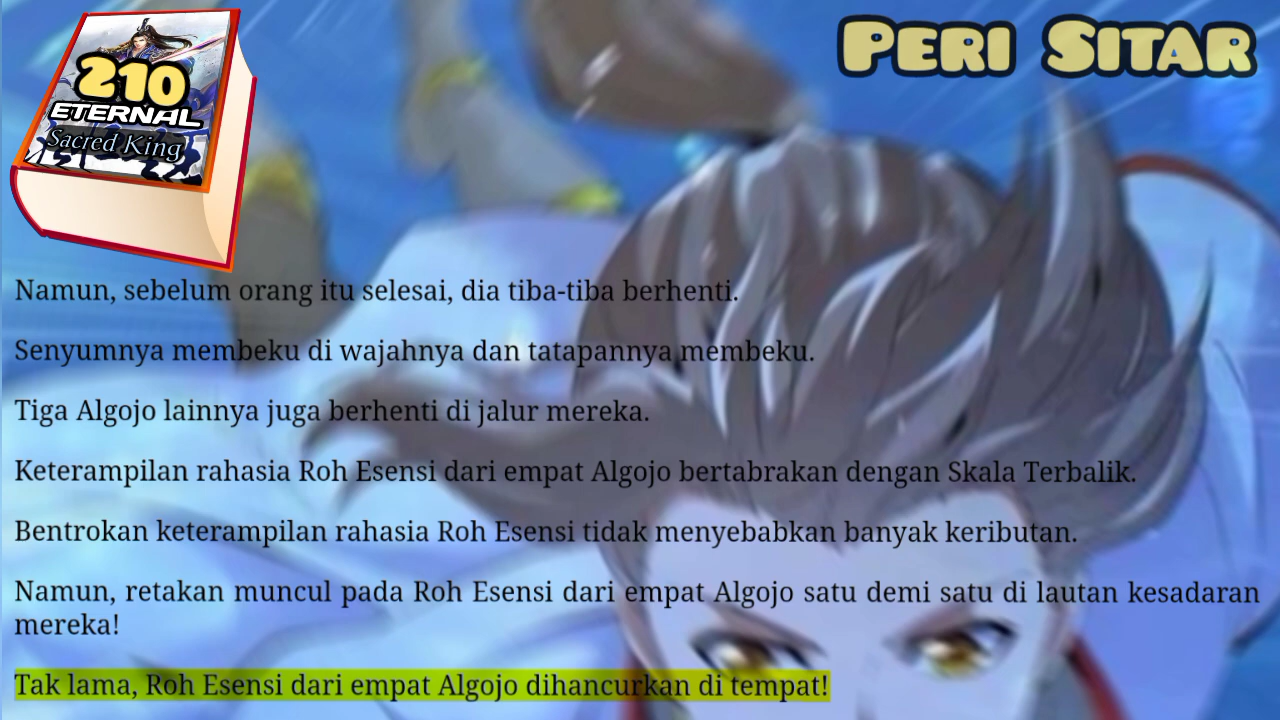 210
ETERNAL
Sacred King
PERI SITAR
Namun, sebelum orang itu selesai, dia tiba-tiba berhenti.
Senyumnya membeku di wajahnya dan tatapannya membeku.
Tiga Algojo lainnya juga berhenti di jalur mereka.
Keterampilan rahasia Roh Esensi dari empat Algojo bertabrakan dengan Skala Terbalik.
Bentrokan keterampilan rahasia Roh Esensi tidak menyebabkan banyak keributan.
Namun, retakan muncul pada Roh Esensi dari empat Algojo satu demi satu di lautan kesadaran
mereka!
Tak lama, Roh Esensi dari empat Algojo dihancurkan di tempat!